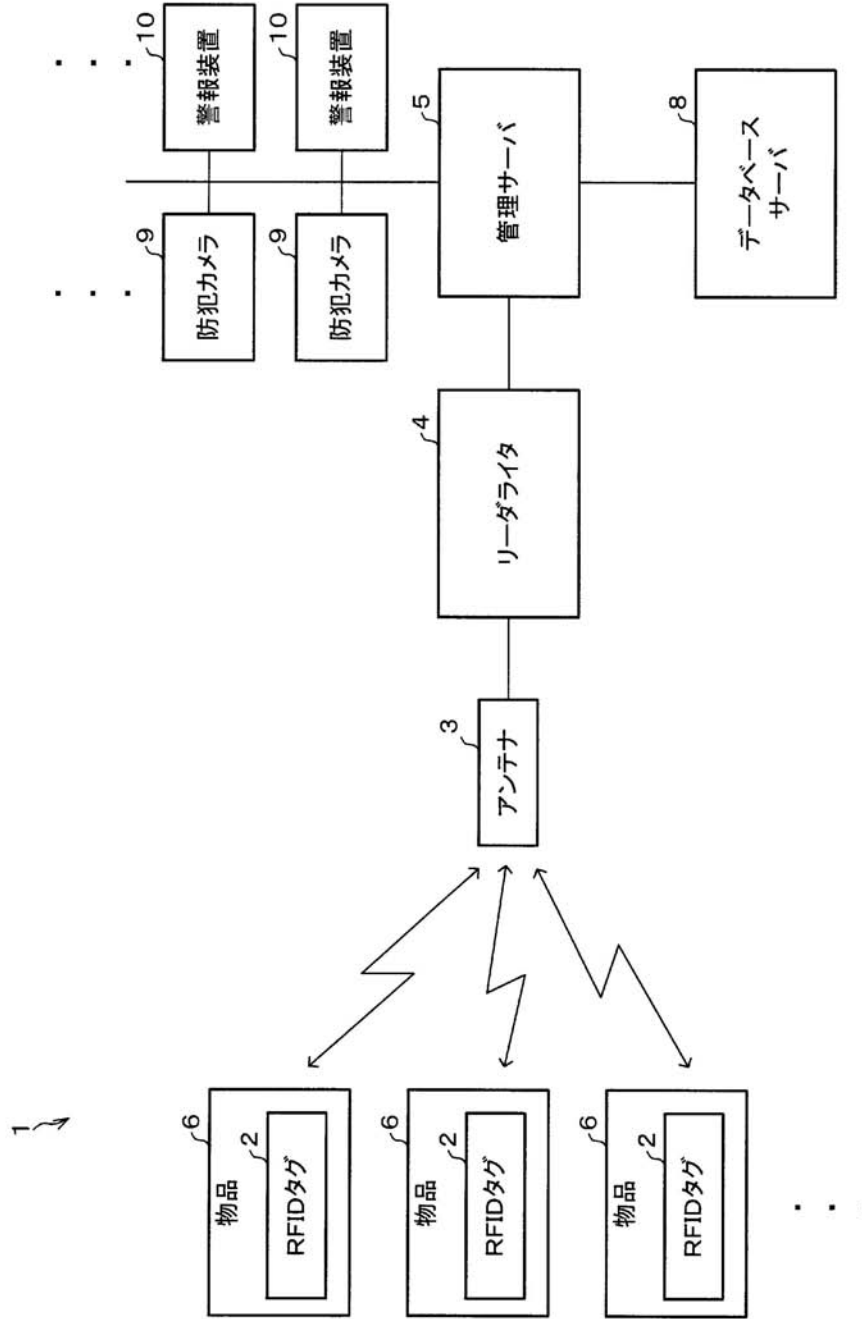 1
6
物品
2
RFIDタグ
6
物品
2
RFIDタグ
6
物品
2
RFIDタグ
3
アンテナ
4
リーダライタ
5
管理サーバ
8
データベース
サーバ
9
防犯カメラ
9
防犯カメラ
10
警報装置
10
警報装置